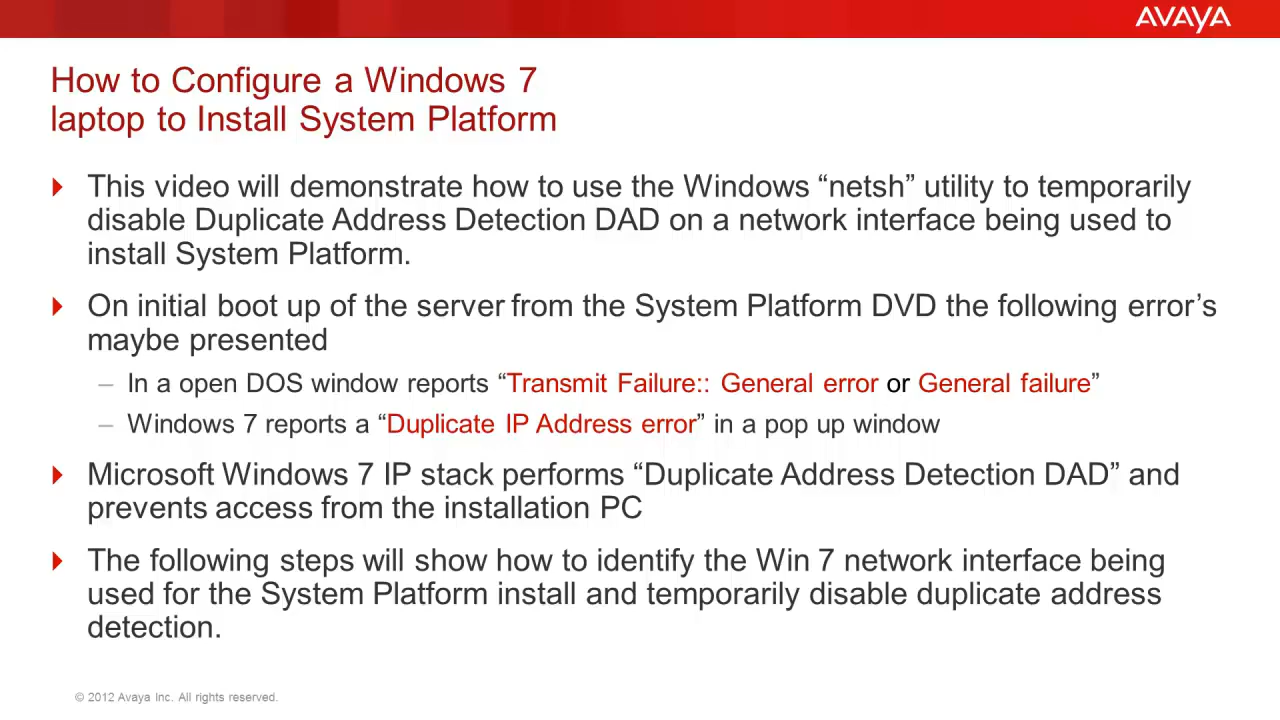 AVAYA
How to Configure a Windows 7
laptop to Install System Platform
This video will demonstrate how to use the Windows “netsh” utility to temporarily
disable Duplicate Address Detection DAD on a network interface being used to
install System Platform.
On initial boot up of the server from the System Platform DVD the following error’s
maybe presented
– In a open DOS window reports “Transmit Failure:: General error or General failure”
– Windows 7 reports a “Duplicate IP Address error” in a pop up window
Microsoft Windows 7 IP stack performs “Duplicate Address Detection DAD” and
prevents access from the installation PC
The following steps will show how to identify the Win 7 network interface being
used for the System Platform install and temporarily disable duplicate address
detection.
© 2012 Avaya Inc. All rights reserved.